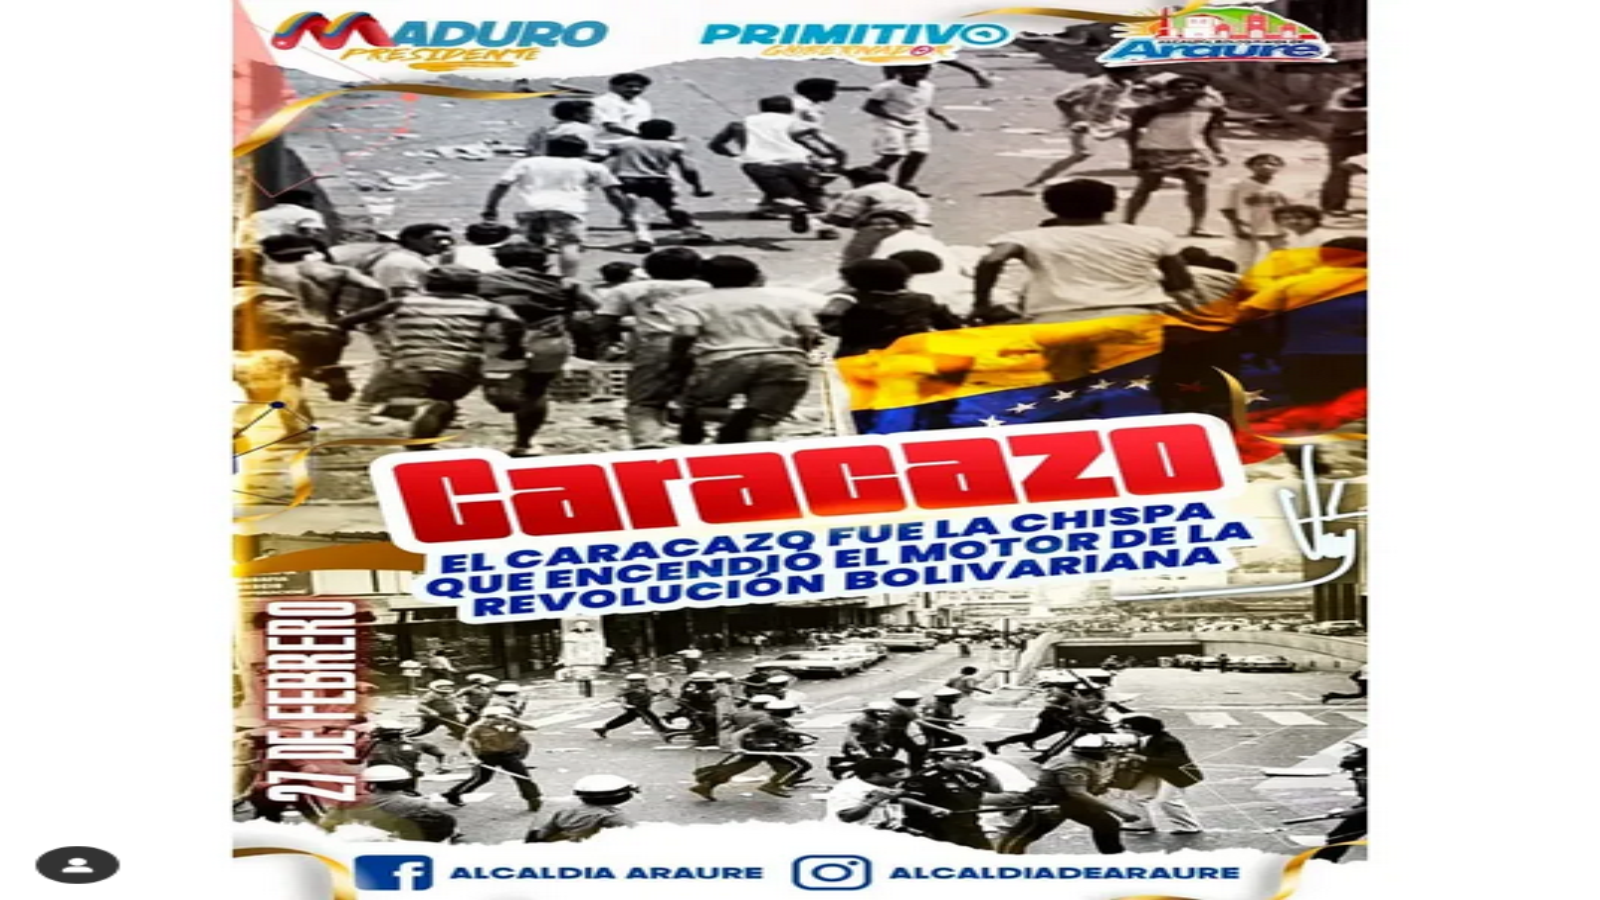 MADURO
PRESIDENTE
PRIMITIVO
GOBERNADOR
Araure
Caracazo
EL CARACAZO FUE LA CHISPA
QUE ENCENDIÓ EL MOTOR DE LA
REVOLUCIÓN BOLIVARIANA
27 DE FEBRERO
ALCALDIA ARAURE
ALCALDIADEARAURE